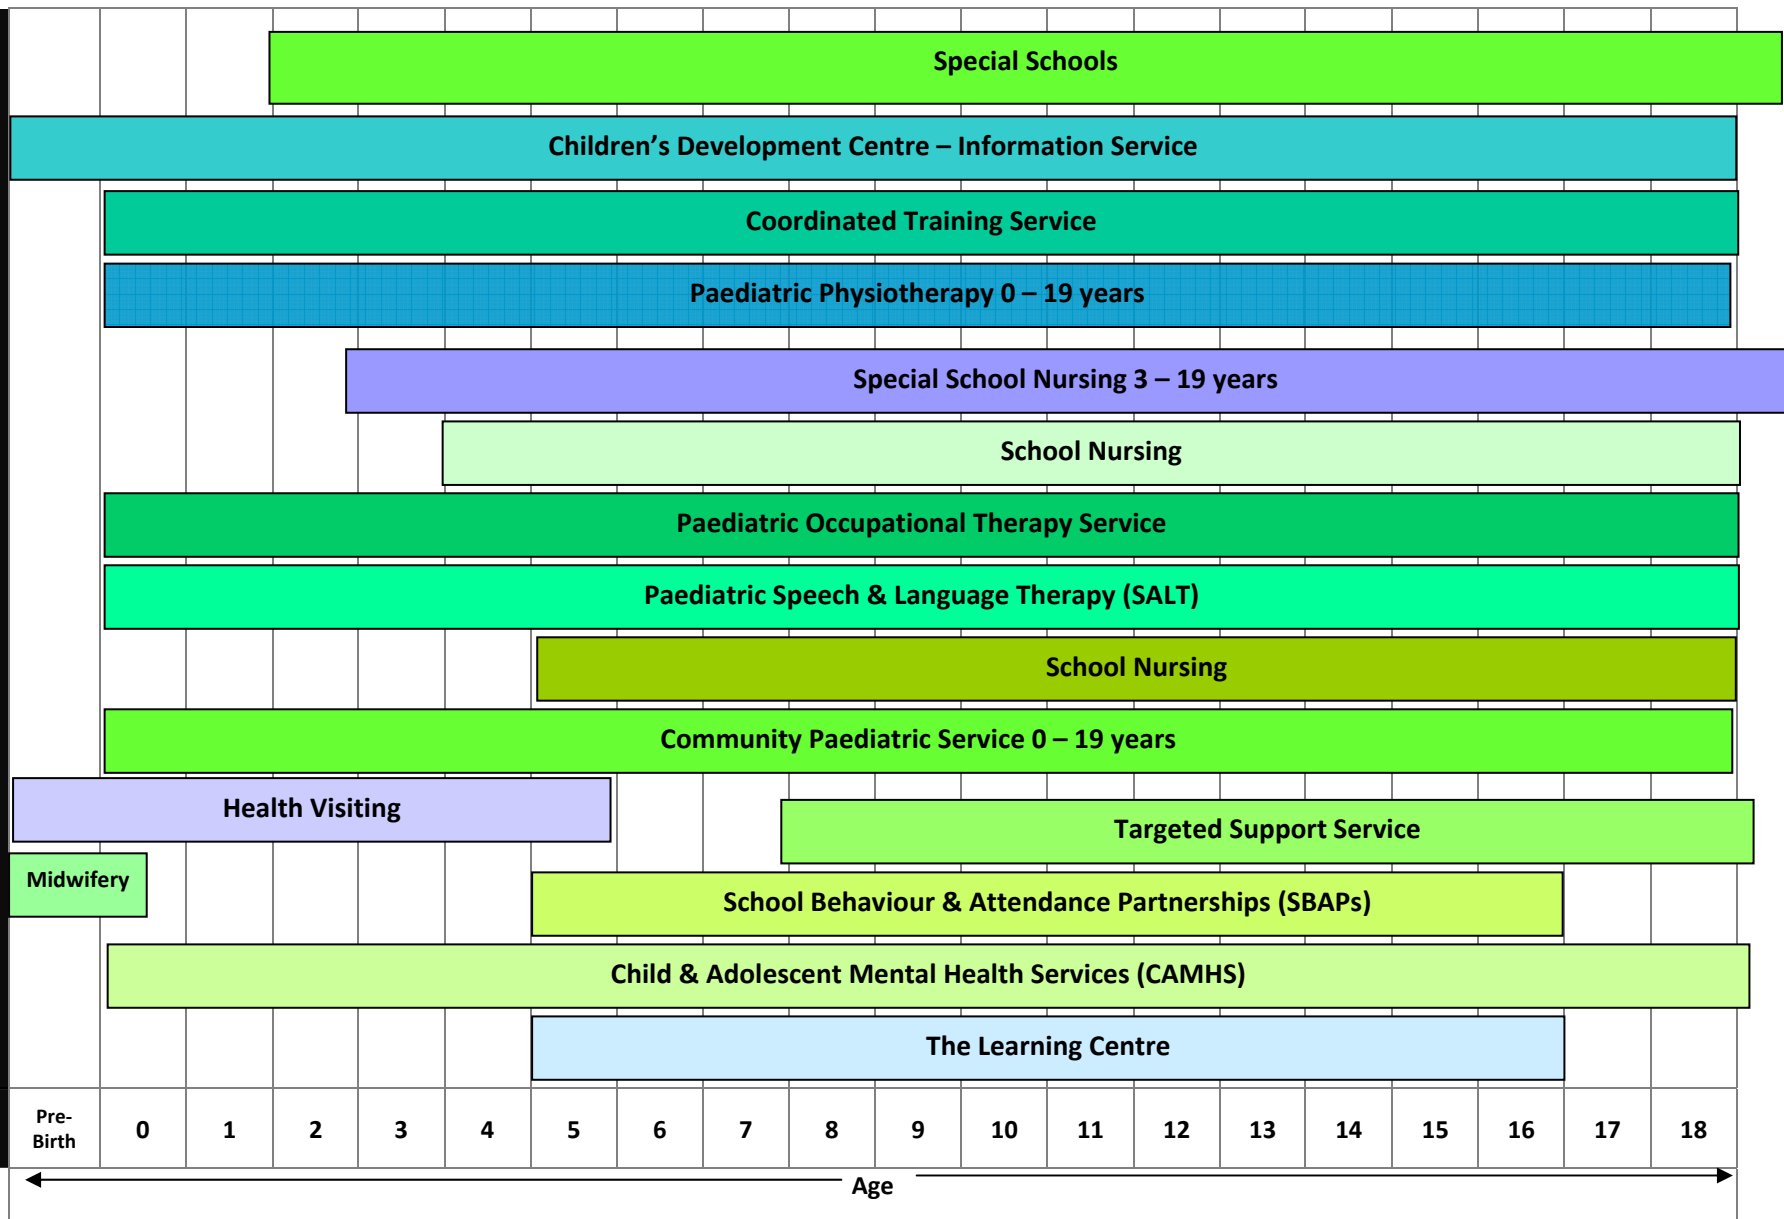 Special Schools
Children’s Development Centre – Information Service
Coordinated Training Service
Paediatric Physiotherapy 0 – 19 years
Special School Nursing 3 – 19 years
School Nursing
Paediatric Occupational Therapy Service
Paediatric Speech & Language Therapy (SALT)
School Nursing
Community Paediatric Service 0 – 19 years
Health Visiting
Targeted Support Service
Midwifery
School Behaviour & Attendance Partnerships (SBAPs)
Child & Adolescent Mental Health Services (CAMHS)
The Learning Centre
Pre-
Birth
0 1 2 3 4 5 6 7 8 9 10 11 12 13 14 15 16 17 18
Age